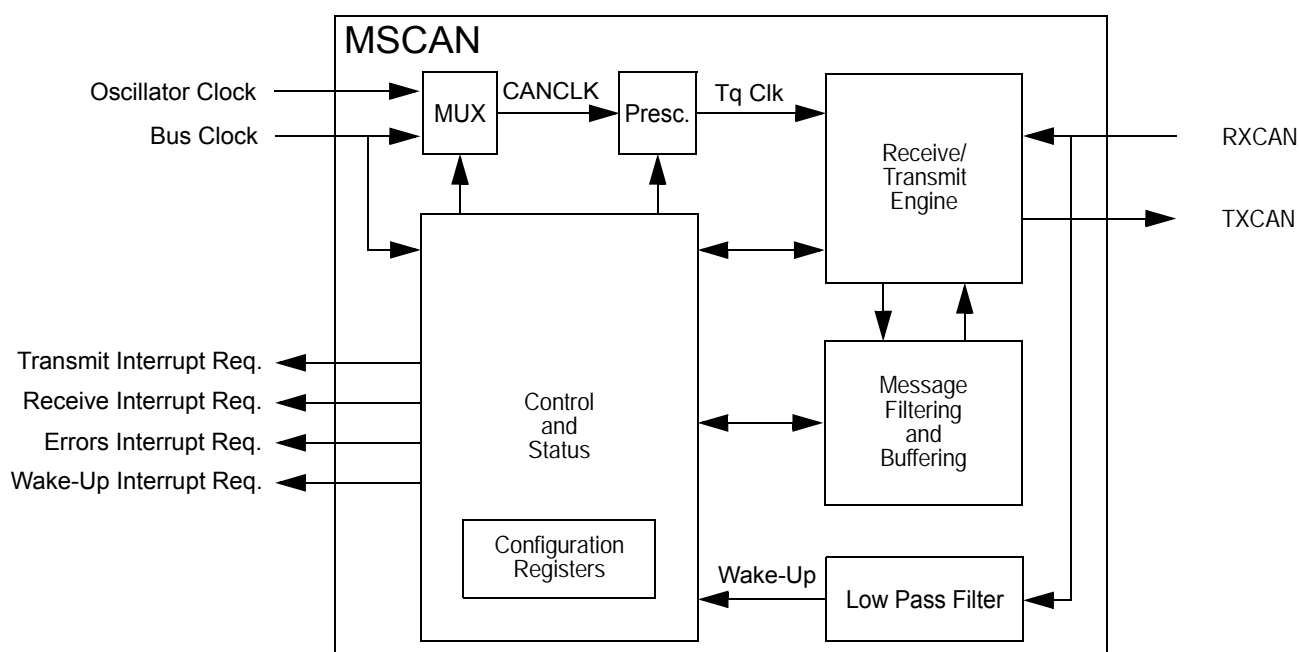 MSCAN
Oscillator Clock
MUX
CANCLK
Presc.
Tq Clk
Bus Clock
Receive/
Transmit
Engine
RXCAN
TXCAN
Transmit Interrupt Req.
Receive Interrupt Req.
Errors Interrupt Req.
Wake-Up Interrupt Req.
Control
and
Status
Message
Filtering
and
Buffering
Configuration
Registers
Wake-Up
Low Pass Filter